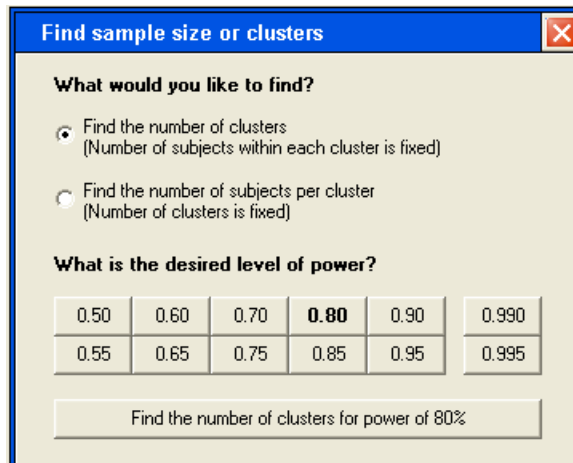 Find sample size or clusters
What would you like to find?
Find the number of clusters
(Number of subjects within each cluster is fixed)
Find the number of subjects per cluster
(Number of clusters is fixed)
What is the desired level of power?
0.50 0.60 0.70 0.80 0.90 0.990
0.55 0.65 0.75 0.85 0.95 0.995
Find the number of clusters for power of 80%